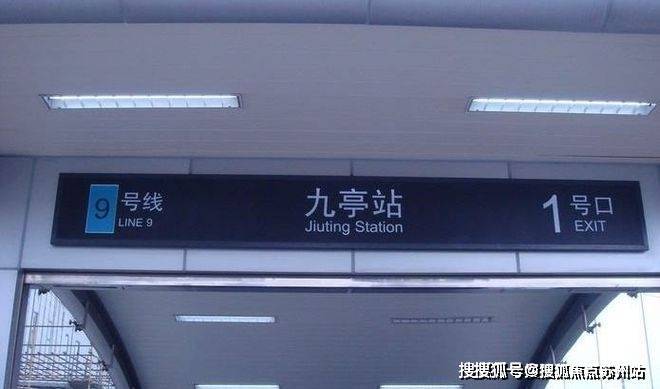 9 号线
LINE 9
九亭站
Jiuting Station
1 号口
EXIT
搜搜狐号@搜狐焦点苏州站